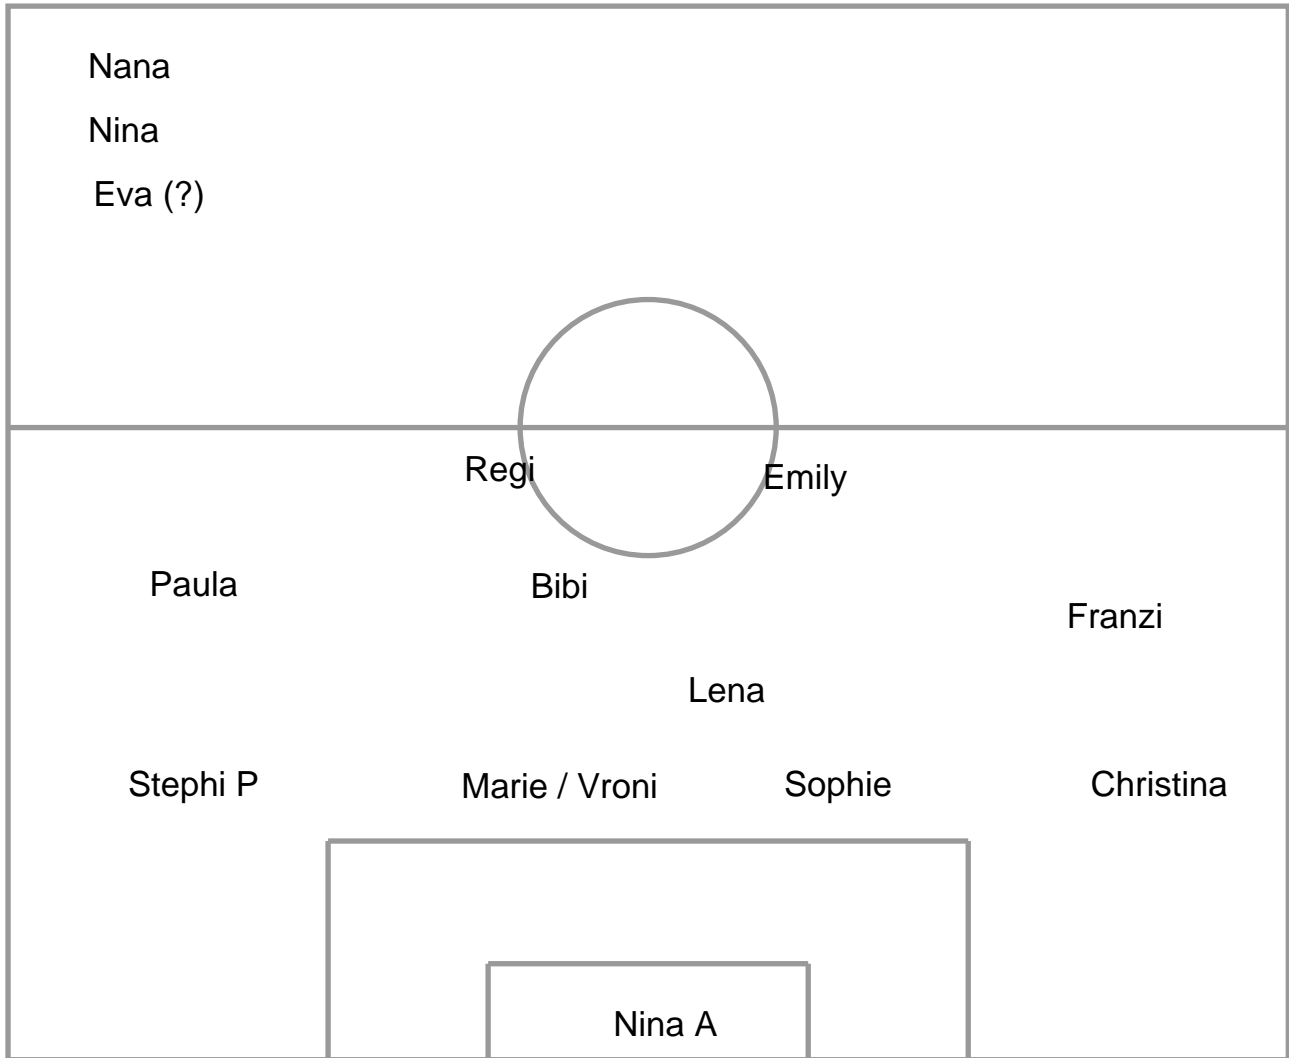 Nana
Nina
Eva (?)
Regi
Emily
Paula
Bibi
Franzi
Lena
Stephi P
Marie / Vroni
Sophie
Christina
Nina A